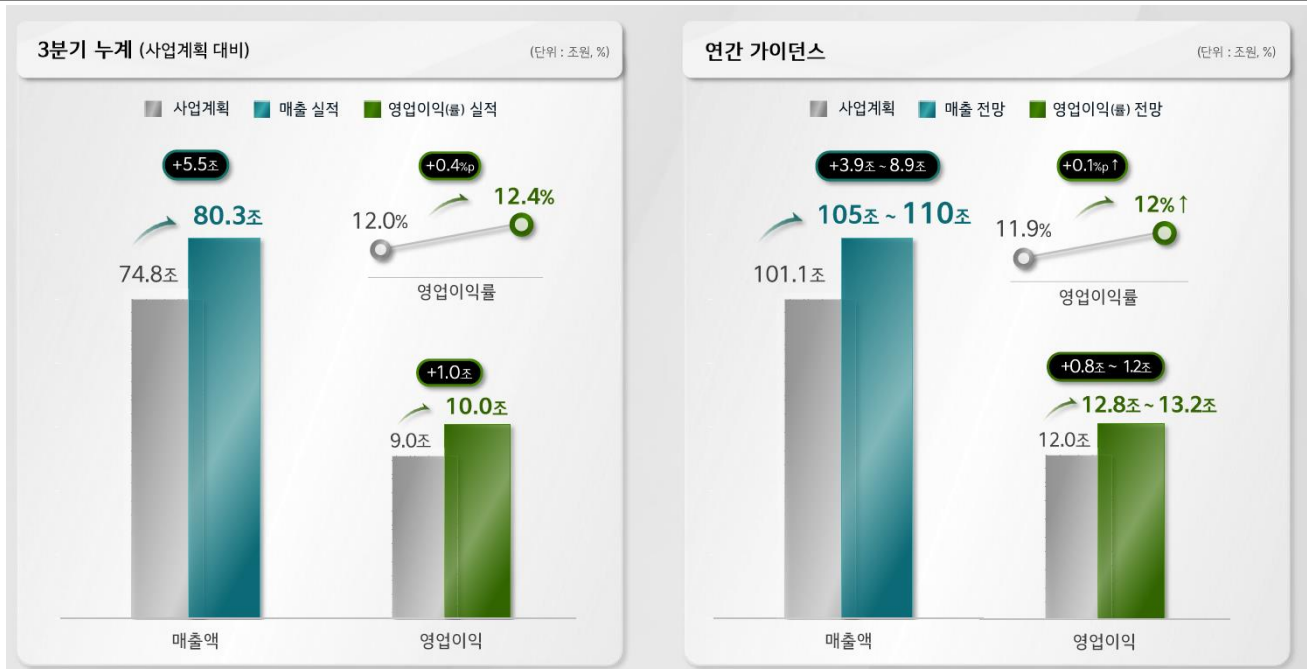 3분기 누계 (사업계획 대비)
(단위 : 조원, %)
사업계획 매출 실적 영업이익(률) 실적
+5.5조
+0.4%p
80.3조
12.4%
12.0%
74.8조
영업이익률
+1.0조
10.0조
9.0조
매출액
영업이익
연간 가이던스
(단위 : 조원, %)
사업계획 매출 전망 영업이익(률) 전망
+3.9조 ~ 8.9조
+0.1%p ↑
105조 ~ 110조
12% ↑
11.9%
101.1조
영업이익률
+0.8조 ~ 1.2조
12.8조 ~ 13.2조
12.0조
매출액
영업이익